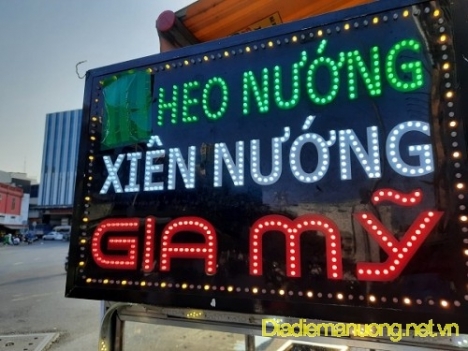 HEO NƯỚNG
XIÊN NƯỚNG
GIA MỸ
Diadiemanuong.net.vn